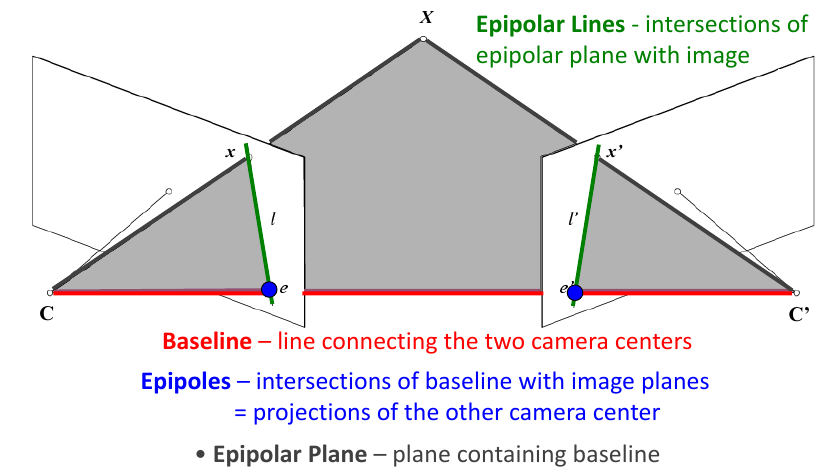 X
Epipolar Lines - intersections of
epipolar plane with image
x
x’
l
l’
e
e’
C
C’
Baseline – line connecting the two camera centers
Epipoles – intersections of baseline with image planes
= projections of the other camera center
• Epipolar Plane – plane containing baseline